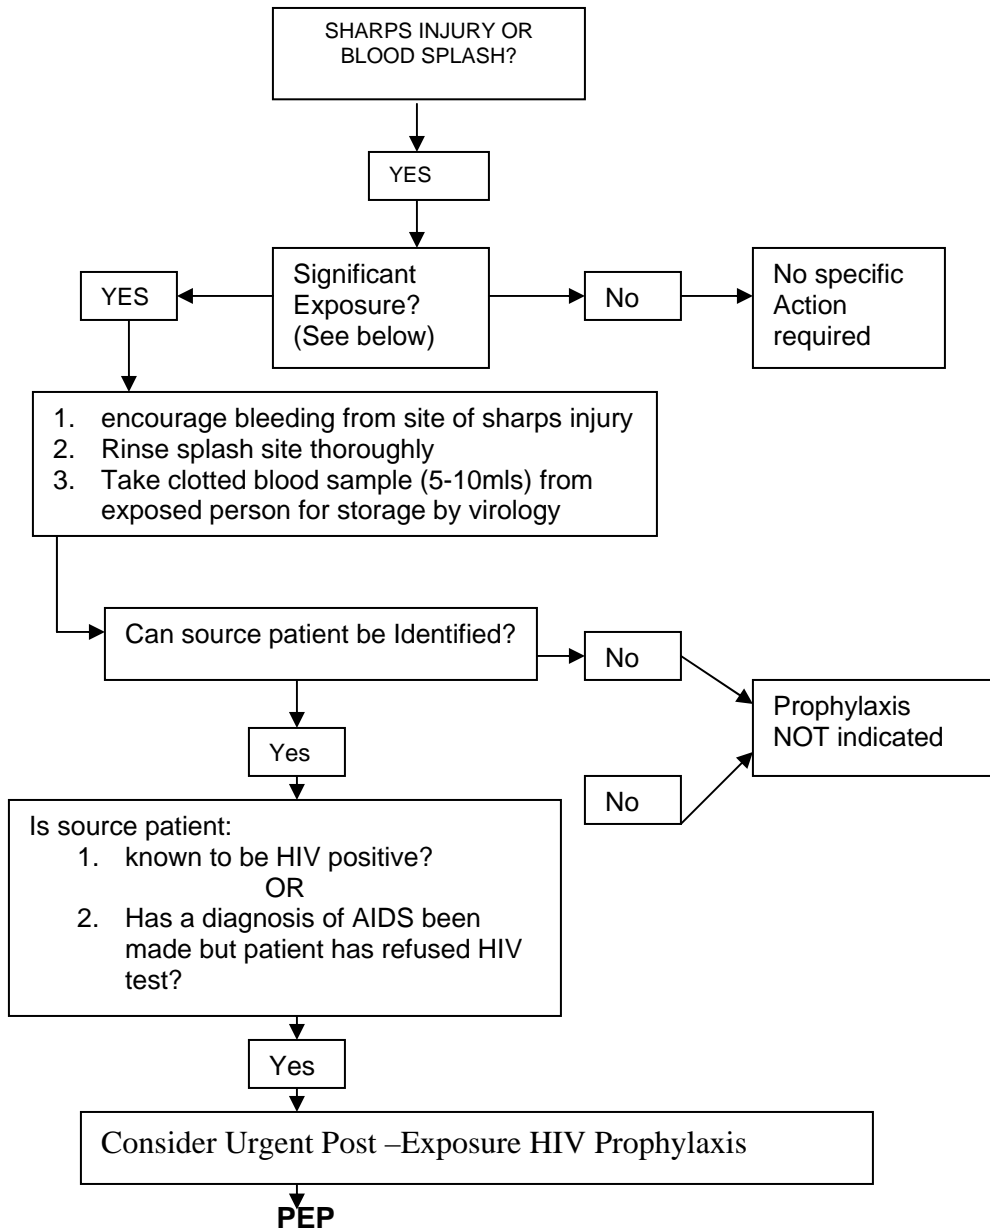 SHARPS INJURY OR
BLOOD SPLASH?
YES
Significant
Exposure?
(See below)
YES
No
No specific
Action
required
1. encourage bleeding from site of sharps injury
2. Rinse splash site thoroughly
3. Take clotted blood sample (5-10mls) from
exposed person for storage by virology
Can source patient be Identified?
No
Prophylaxis
NOT indicated
Yes
No
Is source patient:
1. known to be HIV positive?
OR
2. Has a diagnosis of AIDS been
made but patient has refused HIV
test?
Yes
Consider Urgent Post –Exposure HIV Prophylaxis
PEP